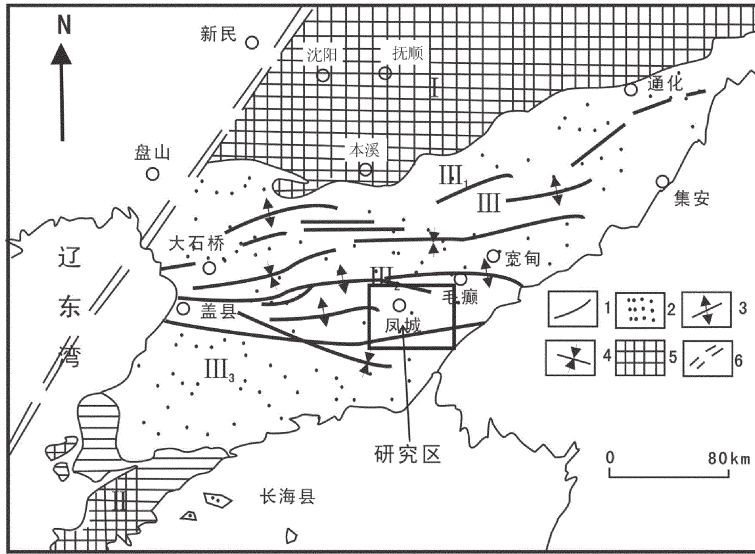 N
新民
沈阳
抚顺
I
通化
盘山
本溪
III₁
III
集安
大石桥
宽甸
辽东湾
III₂
毛癫
盖县
凤城
1
2
3
III₃
4
5
6
研究区
0
80km
II
长海县